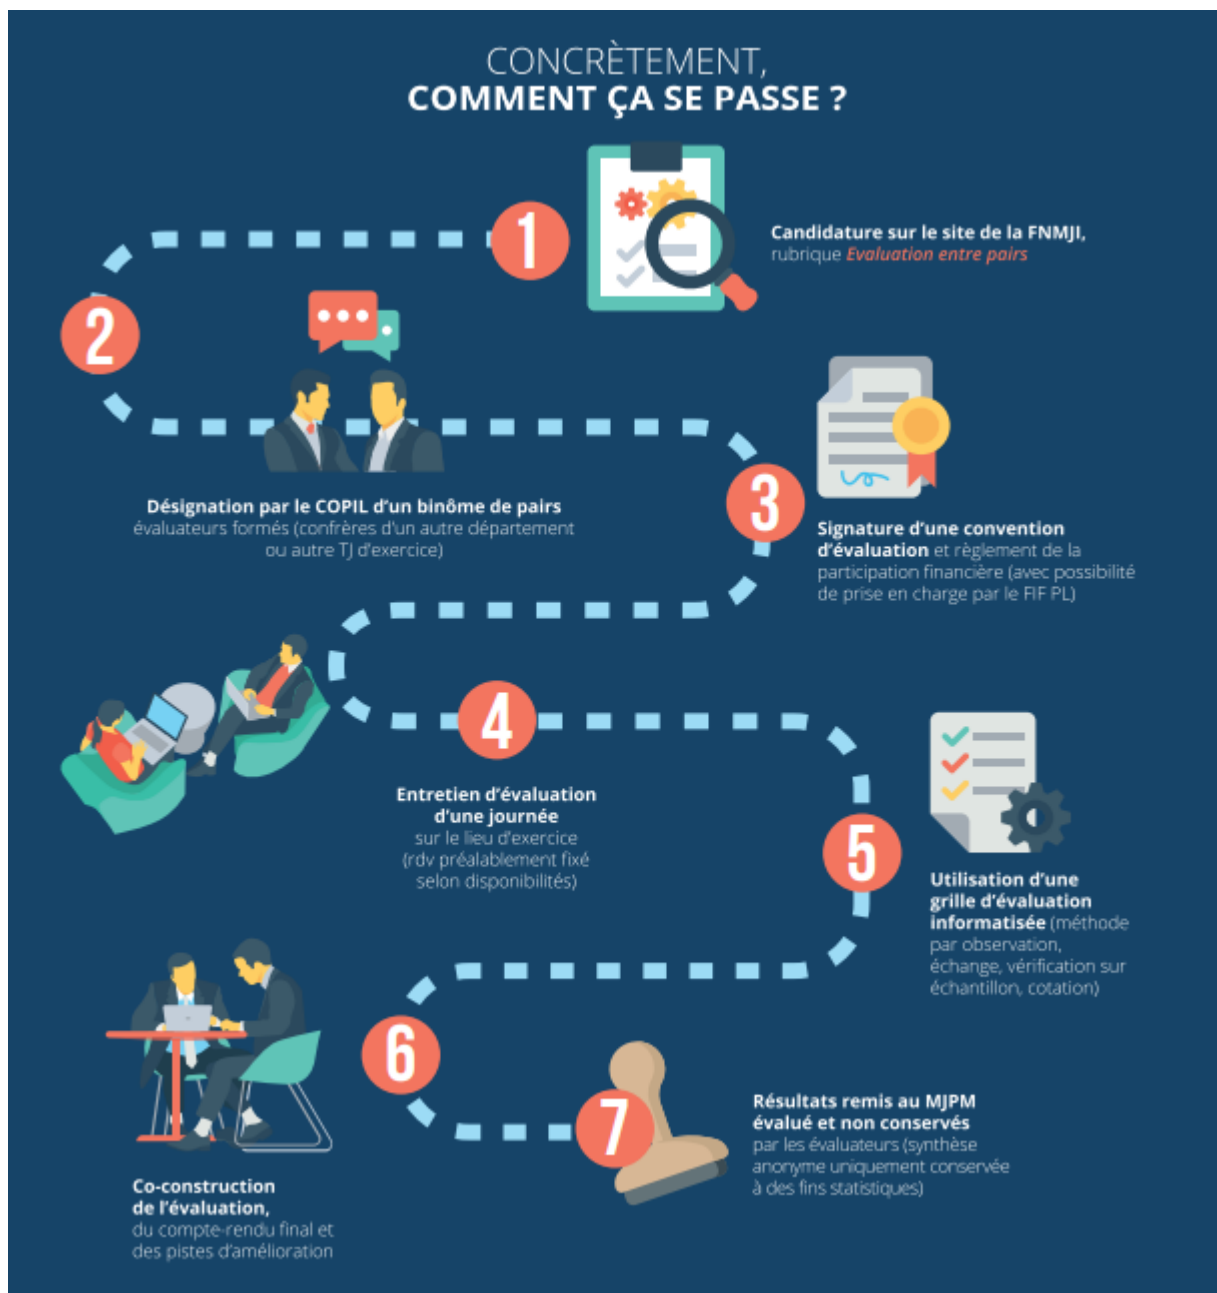 CONCRÈTEMENT,
COMMENT ÇA SE PASSE ?
1
Candidature sur le site de la FNMJI,
rubrique Evaluation entre pairs
2
Désignation par le COPIL d'un binôme de pairs
évaluateurs formés (confrères d'un autre département
ou autre TJ d'exercice)
3
Signature d'une convention
d'évaluation et règlement de la
participation financière (avec possibilité
de prise en charge par le FIF PL)
4
Entretien d'évaluation
d'une journée
sur le lieu d'exercice
(rdv préalablement fixé
selon disponibilités)
5
Utilisation d'une
grille d'évaluation
informatisée (méthode
par observation,
échange, vérification sur
échantillon, cotation)
6
Co-construction
de l'évaluation,
du compte-rendu final et
des pistes d'amélioration
7
Résultats remis au MJPM
évalué et non conservés
par les évaluateurs (synthèse
anonyme uniquement conservée
à des fins statistiques)